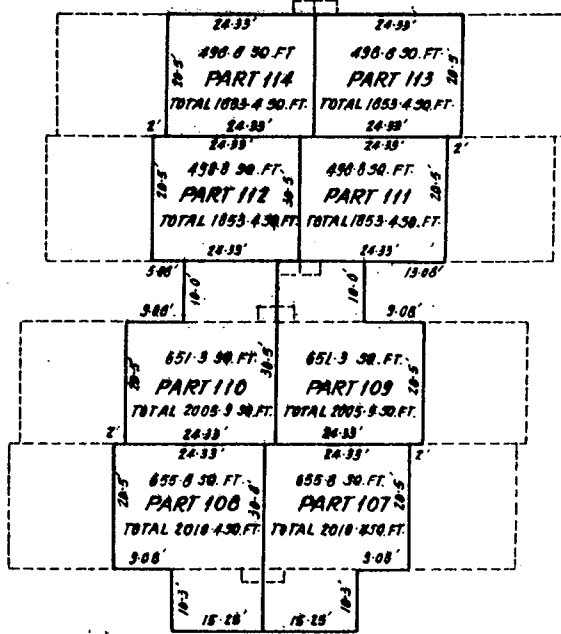 24.33' 24.33'
498.8 SQ.FT 498.8 SQ.FT.
20.5' PART 114 PART 113 20.5'
TOTAL 1853.4 SQ.FT. TOTAL 1853.4 SQ.FT.
2' 24.33' 24.33'
24.33' 24.33' 2'
498.8 SQ.FT. 498.8 SQ.FT.
20.5' PART 112 30.5' PART 111 20.5'
TOTAL 1853.4 SQ.FT. TOTAL 1853.4 SQ.FT.
24.33' 24.33'
5.08' 13.08'
10.0' 10.0'
9.08' 9.08'
651.3 SQ.FT. 30.5' 651.3 SQ.FT.
20.5' PART 110 PART 109 20.5'
TOTAL 2005.9 SQ.FT. TOTAL 2005.9 SQ.FT.
2' 24.33' 24.33'
24.33' 24.33' 2'
655.8 SQ.FT. 655.8 SQ.FT.
20.5' PART 108 30.8' PART 107 20.5'
TOTAL 2010.4 SQ.FT. TOTAL 2010.4 SQ.FT.
9.08' 9.08'
10.3' 10.3'
15.25' 15.25'